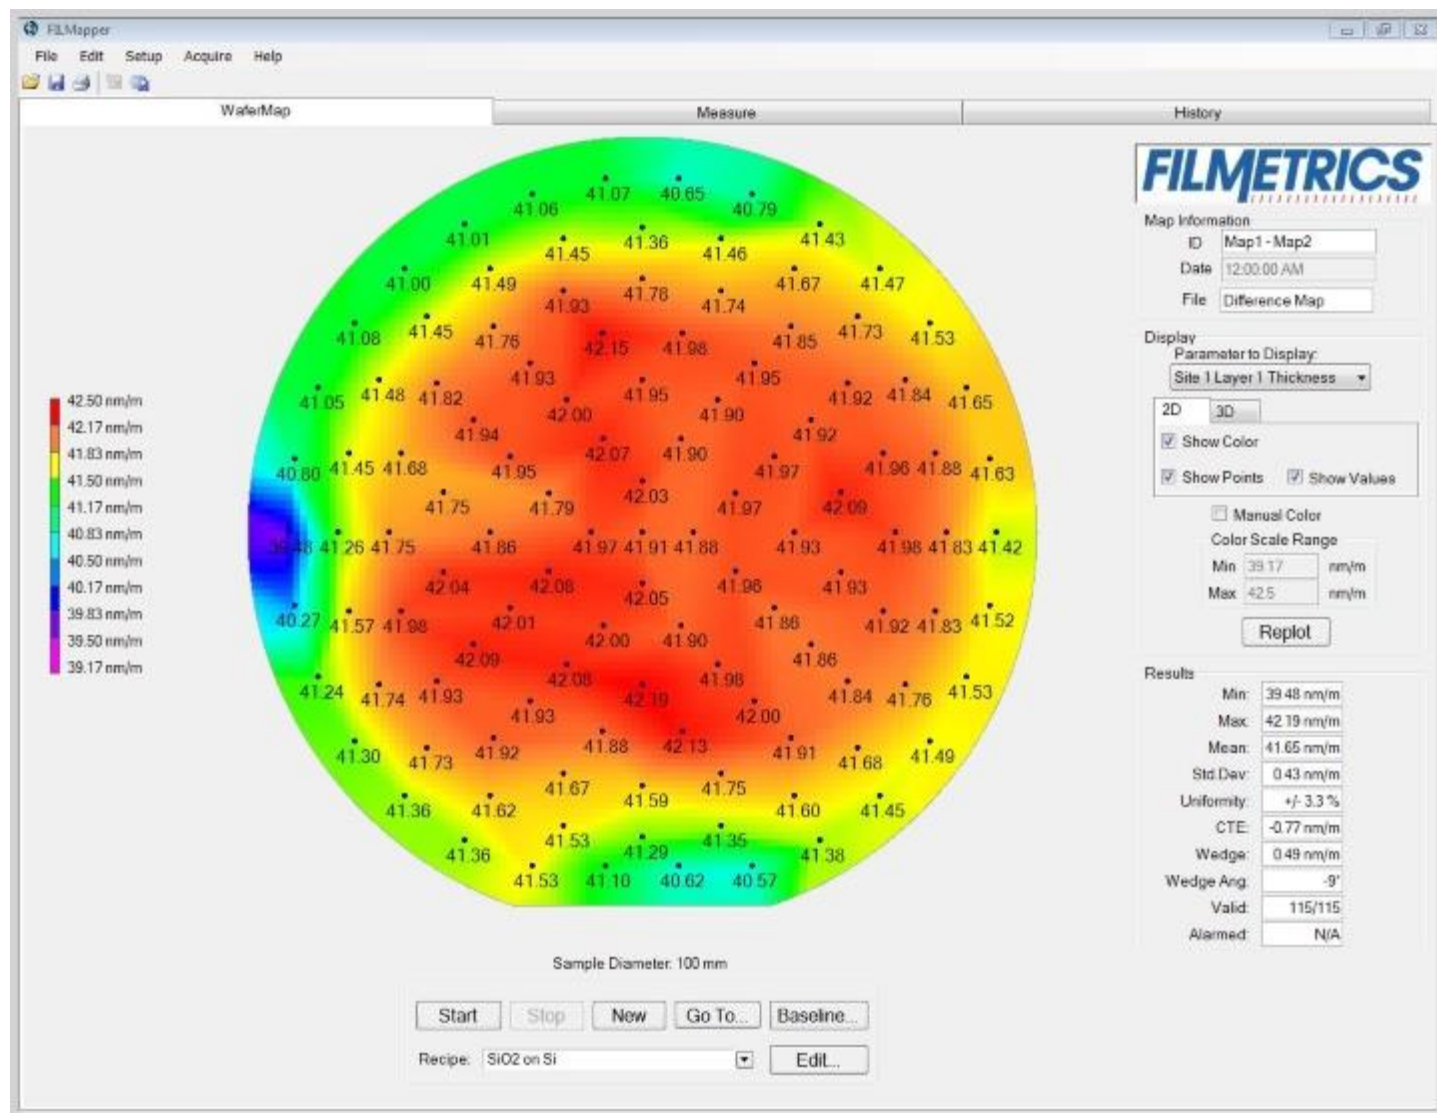 FILMapper
File Edit Setup Acquire Help
WaferMap Measure History
FILMETRICS
Map Information
ID Map1 - Map2
Date 12:00:00 AM
File Difference Map
Display
Parameter to Display:
Site 1 Layer 1 Thickness
2D 3D
Show Color
Show Points Show Values
Manual Color
Color Scale Range
Min 39.17 nm/m
Max 42.5 nm/m
Replot
Results
Min: 39.48 nm/m
Max: 42.19 nm/m
Mean: 41.65 nm/m
Std.Dev: 0.43 nm/m
Uniformity: +/- 3.3 %
CTE: -0.77 nm/m
Wedge: 0.49 nm/m
Wedge Ang: -9°
Valid: 115/115
Alarmed: N/A
42.50 nm/m
42.17 nm/m
41.83 nm/m
41.50 nm/m
41.17 nm/m
40.83 nm/m
40.50 nm/m
40.17 nm/m
39.83 nm/m
39.50 nm/m
39.17 nm/m
41.07 40.65
41.06 40.79
41.01 41.45 41.36 41.46 41.43
41.00 41.49 41.93 41.78 41.74 41.67 41.47
41.08 41.45 41.76 42.15 41.98 41.85 41.73 41.53
41.93 41.95 41.95
41.05 41.48 41.82 42.00 41.90 41.92 41.84 41.65
41.94 42.07 41.90 41.92
40.80 41.45 41.68 41.95 41.97 41.96 41.88 41.63
42.03
41.75 41.79 41.97 42.09
39.48 41.26 41.75 41.86 41.97 41.91 41.88 41.93 41.98 41.83 41.42
42.04 42.08 42.05 41.96 41.93
40.27 41.57 41.98 42.01 42.00 41.90 41.86 41.92 41.83 41.52
42.09 42.08 41.98 41.86
41.24 41.74 41.93 42.19 41.84 41.76 41.53
41.93 42.00
41.30 41.73 41.92 41.88 42.13 41.91 41.68 41.49
41.67 41.59 41.75
41.36 41.62 41.60 41.45
41.36 41.53 41.29 41.35 41.38
41.53 41.10 40.62 40.57
Sample Diameter: 100 mm
Start Stop New Go To... Baseline...
Recipe: SiO2 on Si Edit...